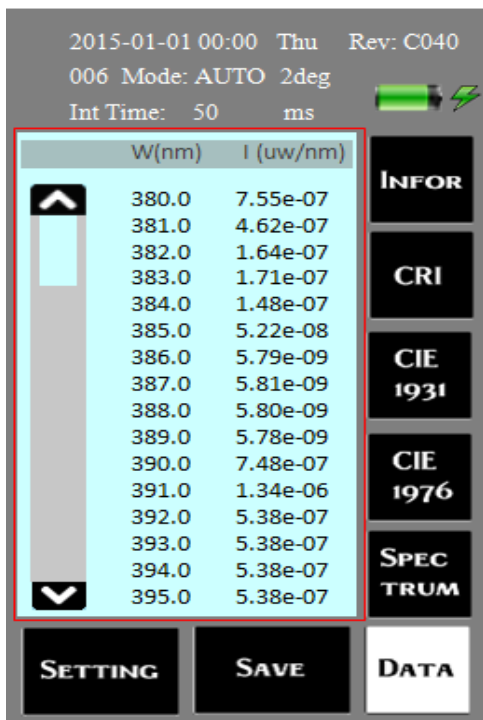 2015-01-01 00:00 Thu Rev: C040
006 Mode: AUTO 2deg
Int Time: 50 ms
W(nm) I (uw/nm)
380.0 7.55e-07
381.0 4.62e-07
382.0 1.64e-07
383.0 1.71e-07
384.0 1.48e-07
385.0 5.22e-08
386.0 5.79e-09
387.0 5.81e-09
388.0 5.80e-09
389.0 5.78e-09
390.0 7.48e-07
391.0 1.34e-06
392.0 5.38e-07
393.0 5.38e-07
394.0 5.38e-07
395.0 5.38e-07
INFOR
CRI
CIE
1931
CIE
1976
SPEC
TRUM
SETTING SAVE DATA